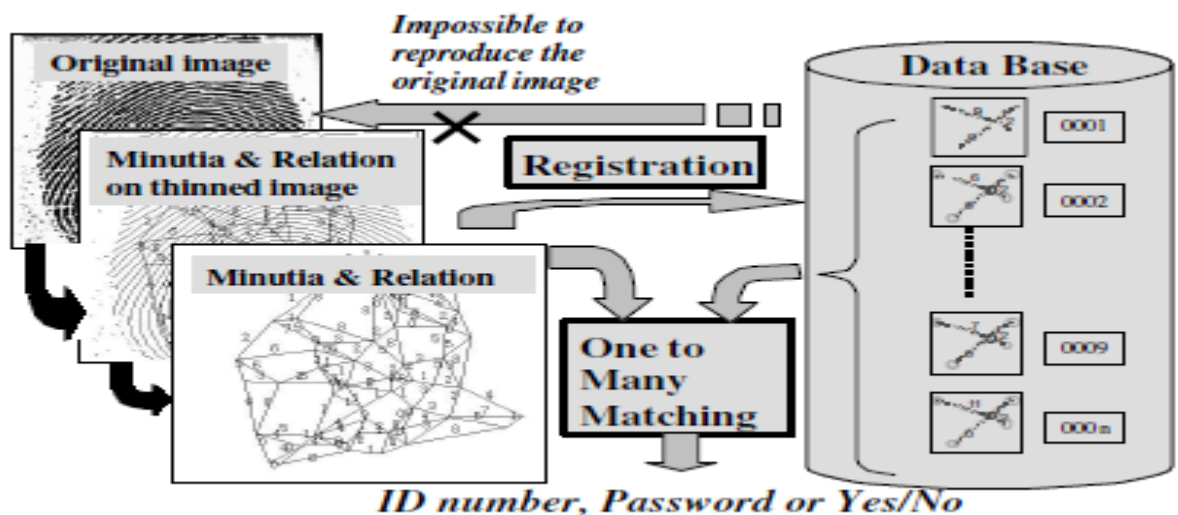 Impossible to
reproduce the
original image
Original image
Data Base
0001
Minutia & Relation
on thinned image
Registration
0002
Minutia & Relation
One to
Many
Matching
0009
000n
ID number, Password or Yes/No